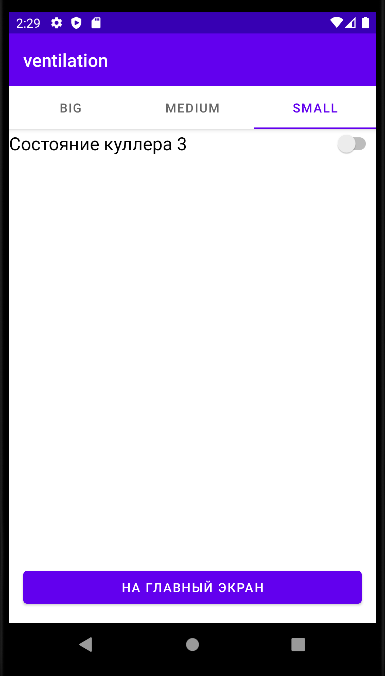 2:29
ventilation
BIG MEDIUM SMALL
Состояние куллера 3
НА ГЛАВНЫЙ ЭКРАН